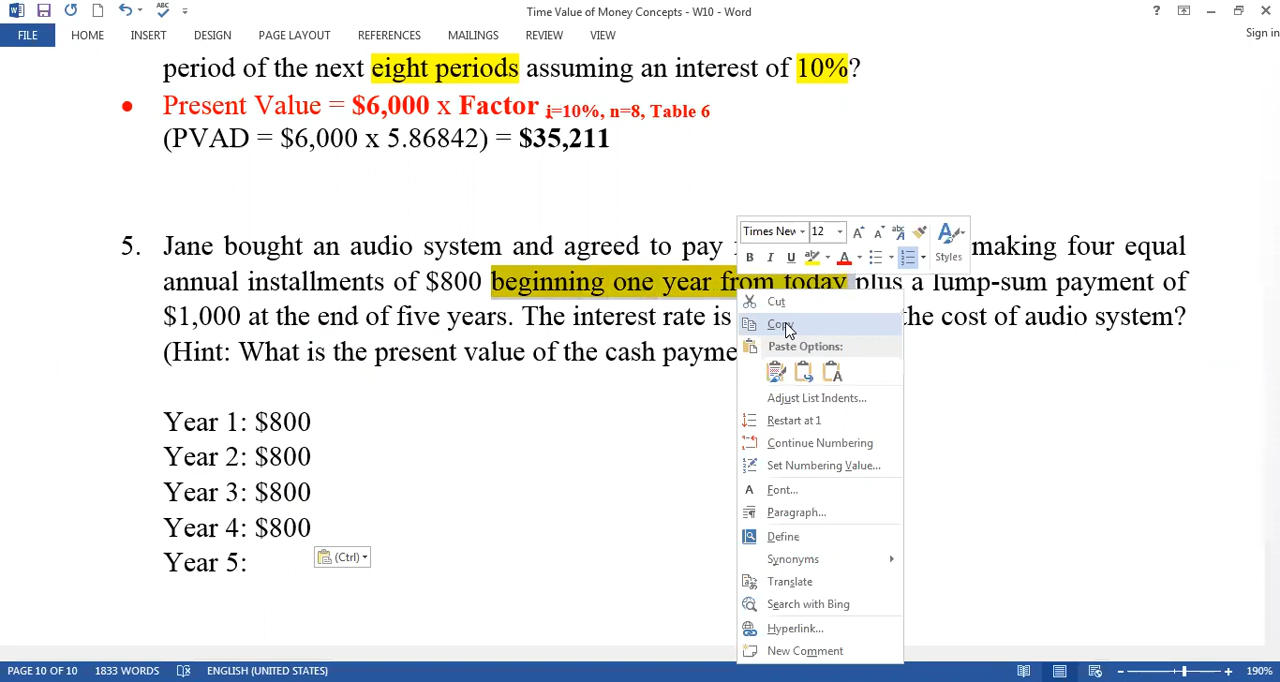 Time Value of Money Concepts - W10 - Word
Sign in
FILE HOME INSERT DESIGN PAGE LAYOUT REFERENCES MAILINGS REVIEW VIEW
period of the next eight periods assuming an interest of 10%?
• Present Value = $6,000 x Factor i=10%, n=8, Table 6
(PVAD = $6,000 x 5.86842) = $35,211
Times New 12
B I U A Styles
5. Jane bought an audio system and agreed to pay making four equal
annual installments of $800 beginning one year from today plus a lump-sum payment of
$1,000 at the end of five years. The interest rate is the cost of audio system?
(Hint: What is the present value of the cash payme
Year 1: $800
Year 2: $800
Year 3: $800
Year 4: $800
Year 5:
(Ctrl)
Cut
Copy
Paste Options:
Adjust List Indents...
Restart at 1
Continue Numbering
Set Numbering Value...
Font...
Paragraph...
Define
Synonyms
Translate
Search with Bing
Hyperlink...
New Comment
PAGE 10 OF 10 1833 WORDS ENGLISH (UNITED STATES) 190%